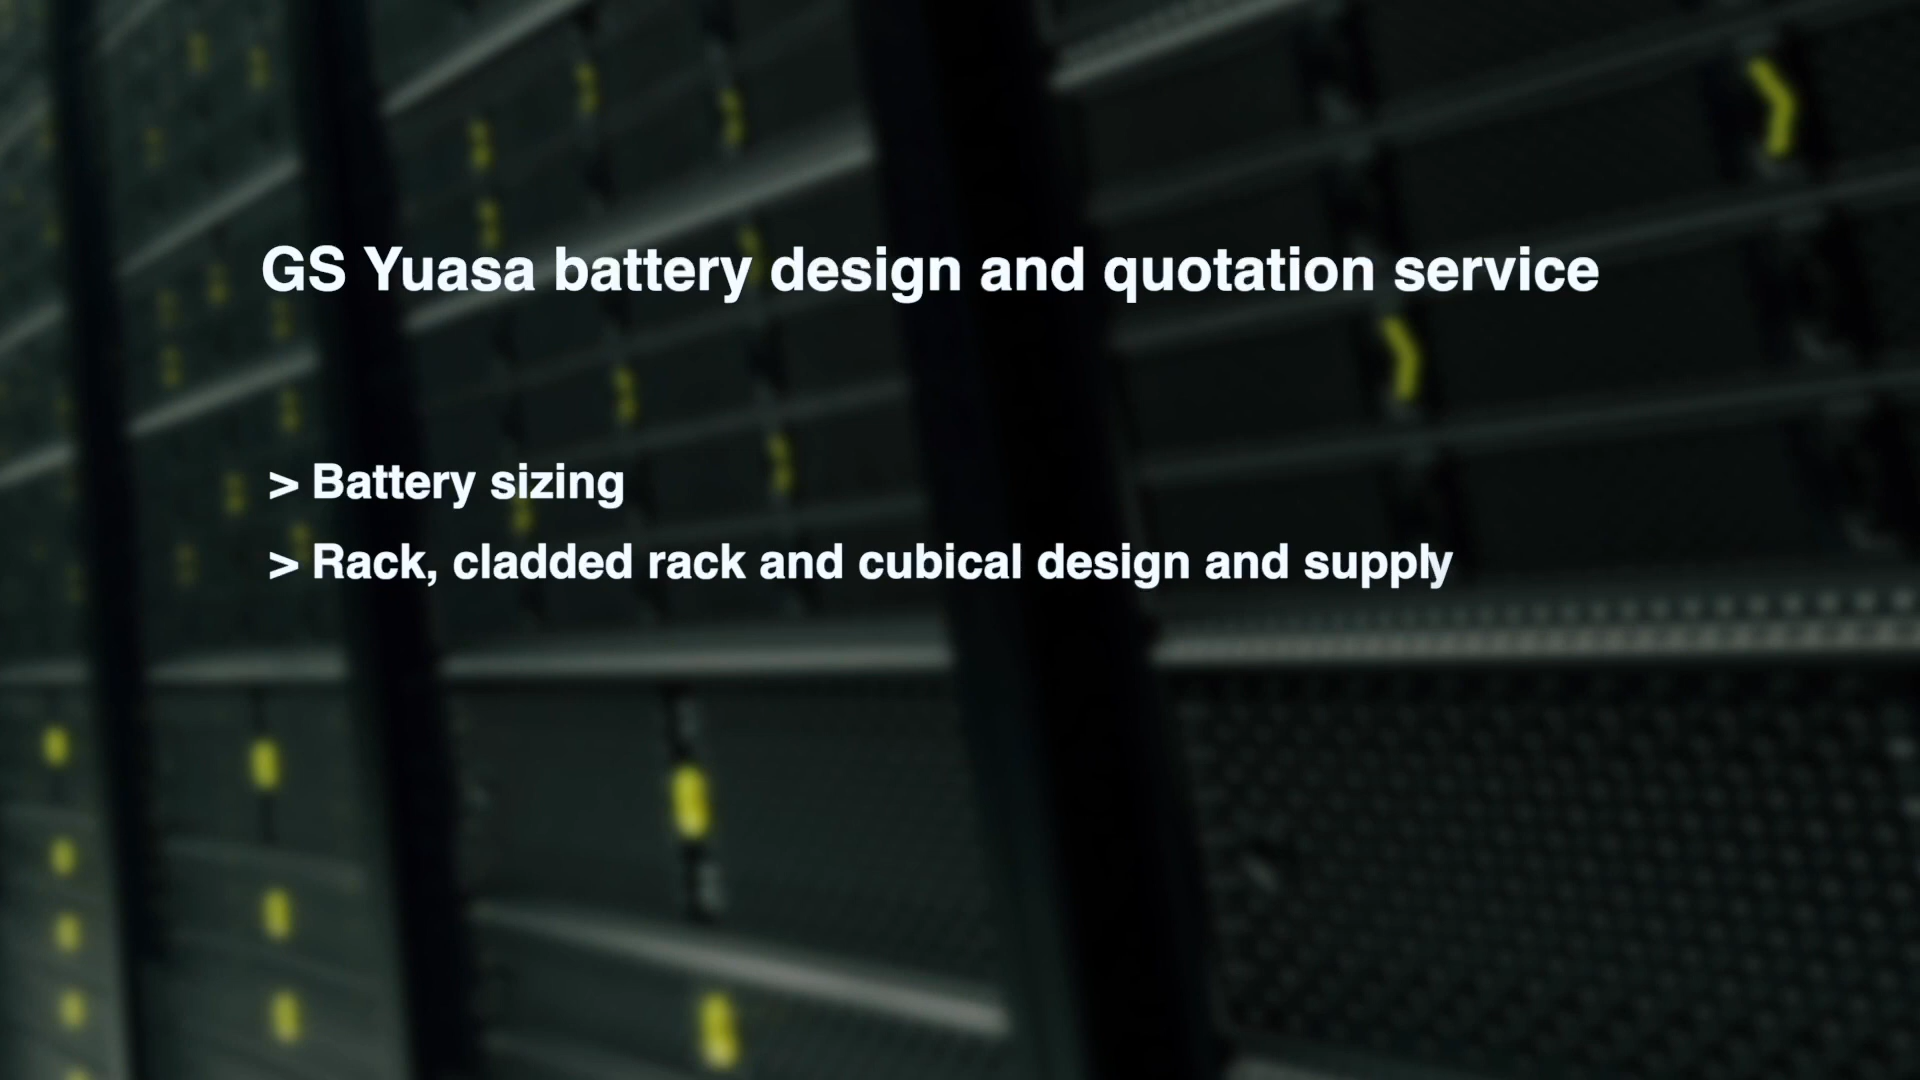 GS Yuasa battery design and quotation service
> Battery sizing
> Rack, cladded rack and cubical design and supply